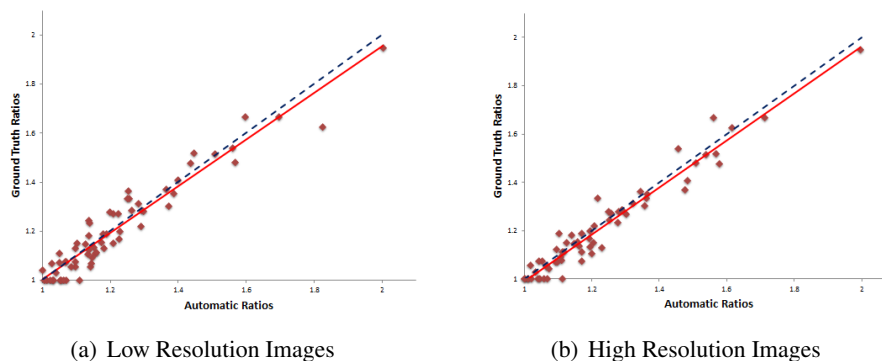 2
1.8
1.6
1.4
1.2
1
Ground Truth Ratios
1 1.2 1.4 1.6 1.8 2
Automatic Ratios
(a) Low Resolution Images
2
1.8
1.6
1.4
1.2
1
Ground Truth Ratios
1 1.2 1.4 1.6 1.8 2
Automatic Ratios
(b) High Resolution Images